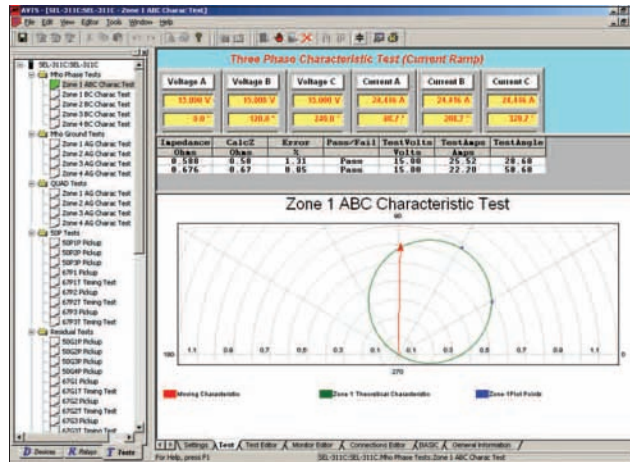 AVTS - [SEL-311C:SEL-311C - Zone 1 ABC Charac Test]
File Edit View Editor Tools Window Help
SEL-311C:SEL-311C
Mho Phase Tests
Zone 1 ABC Charac Test
Zone 1 BC Charac Test
Zone 2 BC Charac Test
Zone 3 BC Charac Test
Zone 4 BC Charac Test
Mho Ground Tests
Zone 1 AG Charac Test
Zone 2 AG Charac Test
Zone 3 AG Charac Test
Zone 4 AG Charac Test
QUAD Tests
Zone 1 AG Charac Test
Zone 2 AG Charac Test
Zone 3 AG Charac Test
Zone 4 AG Charac Test
50P Tests
50P1P Pickup
50P2P Pickup
50P3P Pickup
67P1 Pickup
67P1T Timing Test
67P2 Pickup
67P2T Timing Test
67P3 Pickup
67P3T Timing Test
Residual Tests
50G1P Pickup
50G2P Pickup
50G3P Pickup
50G4P Pickup
67G1 Pickup
67G1T Timing Test
67G2 Pickup
67G2T Timing Test
67G3 Pickup
67G3T Timing Test
Devices Relays Tests
Three Phase Characteristic Test (Current Ramp)
Voltage A Voltage B Voltage C Current A Current B Current C
15.000 V 15.000 V 15.000 V 24.416 A 24.416 A 24.416 A
0.0 ° 120.0 ° 240.0 °
Impedance CalcZ Error Pass/Fail TestVolts TestAmps TestAngle
Ohms Ohms % Volts Amps
0.588 0.58 1.31 Pass 15.00 25.52 28.60
0.676 0.67 0.85 Pass 15.00 22.20 58.60
Zone 1 ABC Characteristic Test
90
180 1.1 0.9 0.7 0.5 0.3 0.1 0.1 0.3 0.5 0.7 0.9 1.1 0
270
Moving Characteristic Zone 1 Theoretical Characteristic Zone 1 Plot Points
Settings Test Test Editor Monitor Editor Connections Editor BASIC General Information
For Help, press F1 SEL-311C:SEL-311C:Mho Phase Tests:Zone 1 ABC Charac Test